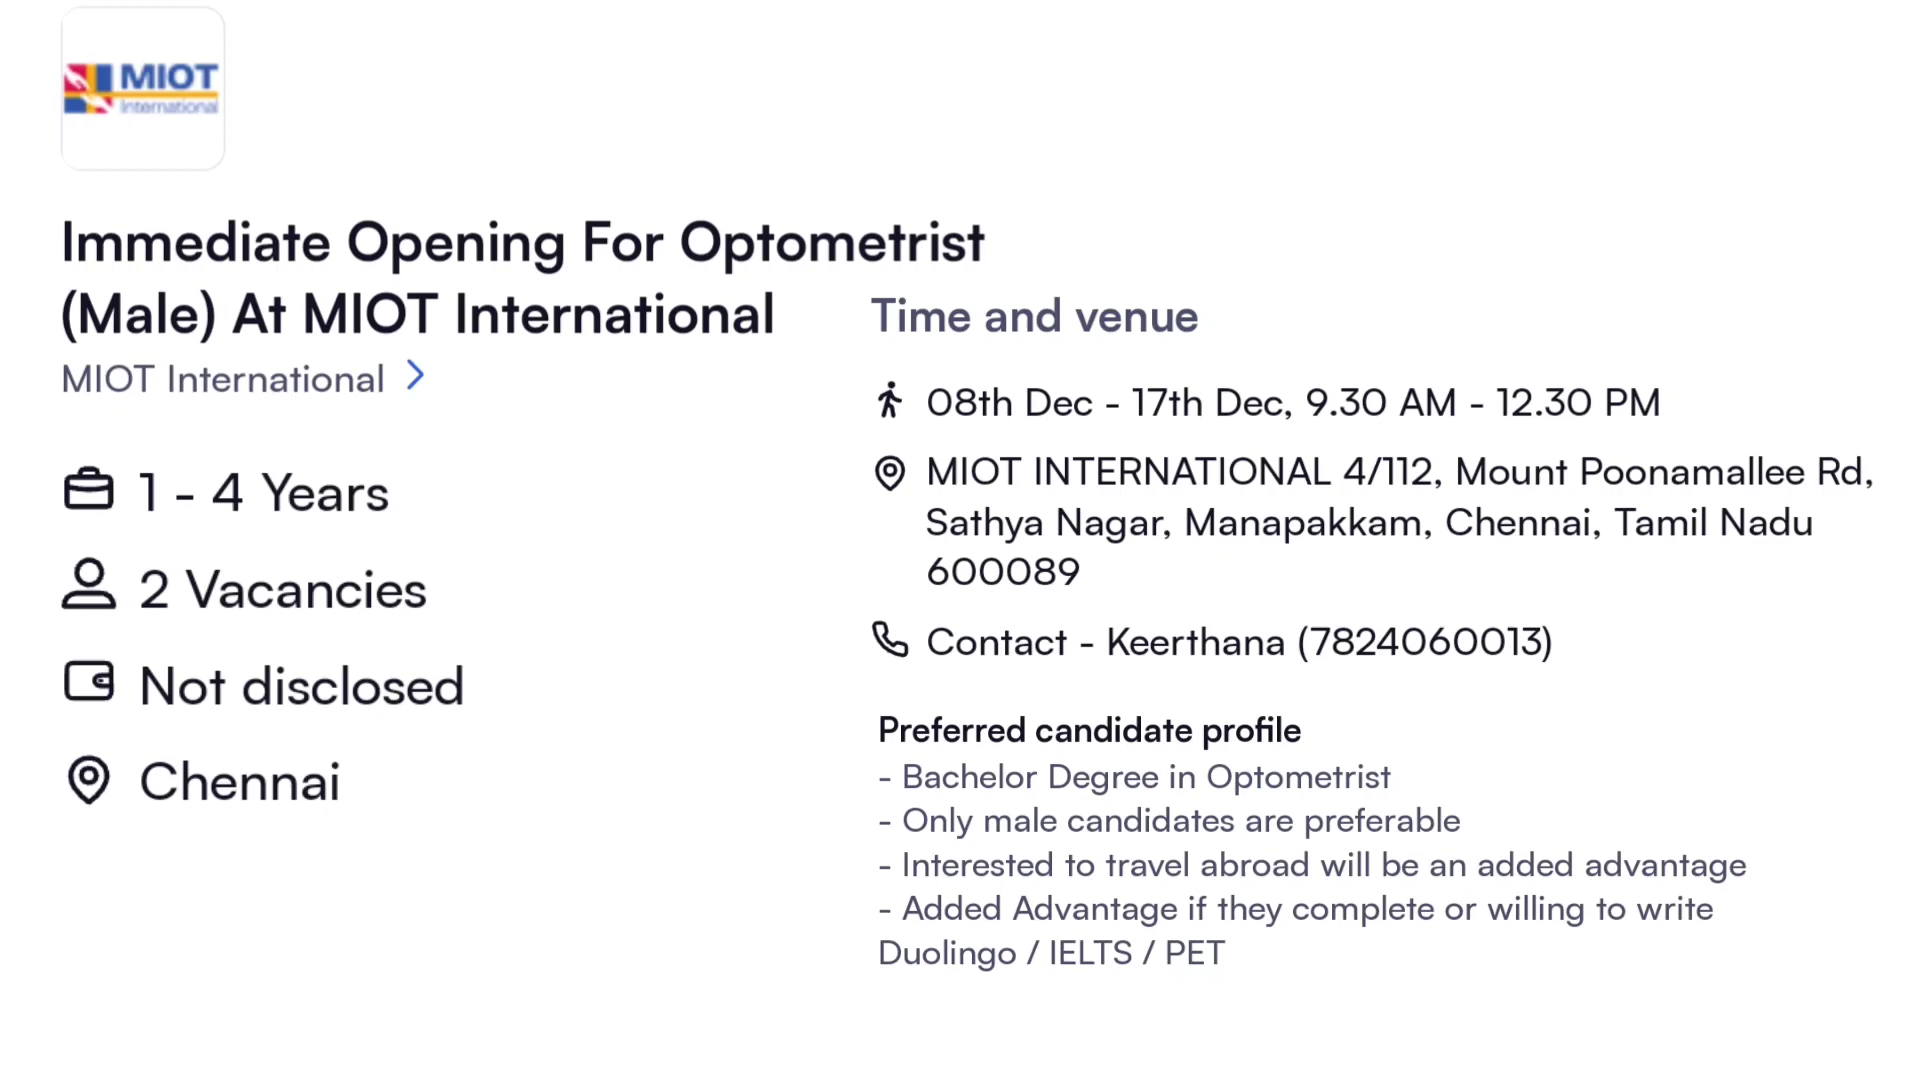 MIOT
International
Immediate Opening For Optometrist
(Male) At MIOT International
MIOT International
1 - 4 Years
2 Vacancies
Not disclosed
Chennai
Time and venue
08th Dec - 17th Dec, 9.30 AM - 12.30 PM
MIOT INTERNATIONAL 4/112, Mount Poonamallee Rd,
Sathya Nagar, Manapakkam, Chennai, Tamil Nadu
600089
Contact - Keerthana (7824060013)
Preferred candidate profile
- Bachelor Degree in Optometrist
- Only male candidates are preferable
- Interested to travel abroad will be an added advantage
- Added Advantage if they complete or willing to write
Duolingo / IELTS / PET